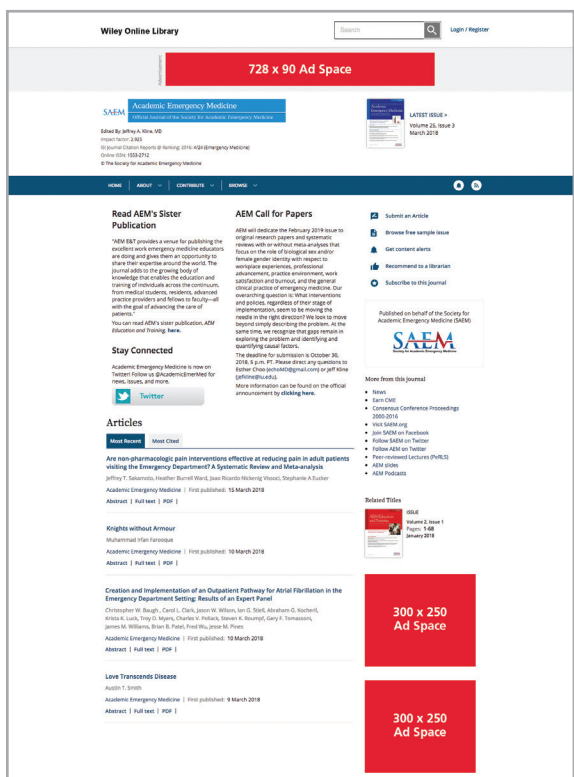 Wiley Online Library
Search
Login / Register
Advertisement
728 x 90 Ad Space
SAEM
Academic Emergency Medicine
Official Journal of the Society for Academic Emergency Medicine
Edited By: Jeffrey A. Kline, MD
Impact factor: 2.925
ISI Journal Citation Reports @ Ranking: 2016: 4/24 (Emergency Medicine)
Online ISSN: 1553-2712
© The Society for Academic Emergency Medicine
LATEST ISSUE >
Volume 25, Issue 3
March 2018
HOME
ABOUT
CONTRIBUTE
BROWSE
Read AEM's Sister
Publication
"AEM E&T provides a venue for publishing the
excellent work emergency medicine educators
are doing and gives them an opportunity to
share their expertise around the world. The
journal adds to the growing body of
knowledge that enables the education and
training of individuals across the continuum,
from medical students, residents, advanced
practice providers and fellows to faculty—all
with the goal of advancing the care of
patients."
You can read AEM's sister publication, AEM
Education and Training, here.
Stay Connected
Academic Emergency Medicine is now on
Twitter! Follow us @AcademicEmerMed for
news, issues, and more.
Twitter
AEM Call for Papers
AEM will dedicate the February 2019 issue to
original research papers and systematic
reviews with or without meta-analyses that
focus on the role of biological sex and/or
female gender identity with respect to
workplace experiences, professional
advancement, practice environment, work
satisfaction and burnout, and the general
clinical practice of emergency medicine. Our
overarching question is: What interventions
and policies, regardless of their stage of
implementation, seem to be moving the
needle in the right direction? We look to move
beyond simply describing the problem. At the
same time, we recognize that gaps remain in
exploring the problem and identifying and
quantifying causal factors.
The deadline for submission is October 30,
2018, 5 p.m. PT. Please direct any questions to
Esther Choo (echoMD@gmail.com) or Jeff Kline
(jefkline@iu.edu).
More information can be found on the official
announcement by clicking here.
Submit an Article
Browse free sample issue
Get content alerts
Recommend to a librarian
Subscribe to this journal
Published on behalf of the Society for
Academic Emergency Medicine (SAEM)
SAEM
Society for Academic Emergency Medicine
More from this journal
News
Earn CME
Consensus Conference Proceedings
2000-2016
Visit SAEM.org
Join SAEM on Facebook
Follow SAEM on Twitter
Follow AEM on Twitter
Peer-reviewed Lectures (PeRLS)
AEM slides
AEM Podcasts
Related Titles
ISSUE
Volume 2, Issue 1
Pages: 1-68
January 2018
Articles
Most Recent
Most Cited
Are non-pharmacologic pain interventions effective at reducing pain in adult patients
visiting the Emergency Department? A Systematic Review and Meta-analysis
Jeffrey T. Sakamoto, Heather Burrell Ward, Joao Ricardo Nickenig Vissoci, Stephanie A Eucker
Academic Emergency Medicine | First published: 15 March 2018
Abstract | Full text | PDF |
Knights without Armour
Muhammad Irfan Farooque
Academic Emergency Medicine | First published: 10 March 2018
Abstract | Full text | PDF |
Creation and Implementation of an Outpatient Pathway for Atrial Fibrillation in the
Emergency Department Setting: Results of an Expert Panel
Christopher W. Baugh, Carol L. Clark, Jason W. Wilson, Ian G. Stiell, Abraham G. Kocheril,
Krista K. Luck, Troy D. Myers, Charles V. Pollack, Steven K. Roumpf, Gary F. Tomassoni,
James M. Williams, Brian B. Patel, Fred Wu, Jesse M. Pines
Academic Emergency Medicine | First published: 10 March 2018
Abstract | Full text | PDF |
Love Transcends Disease
Austin T. Smith
Academic Emergency Medicine | First published: 9 March 2018
Abstract | Full text | PDF |
300 x 250
Ad Space
300 x 250
Ad Space